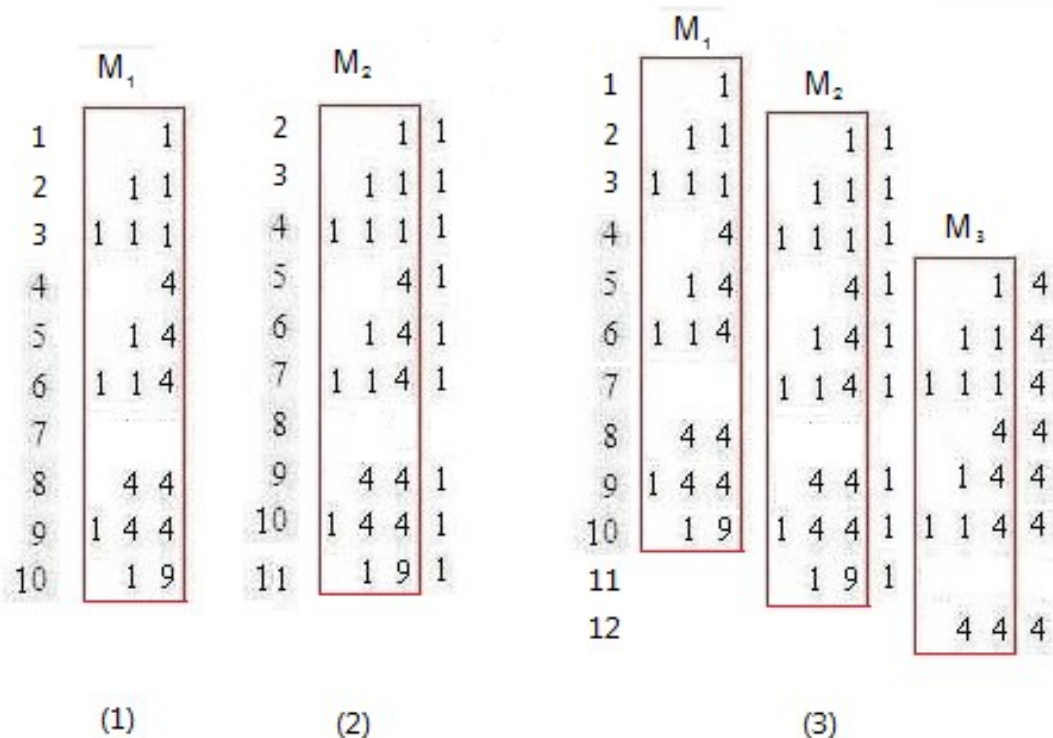 M₁
1 1
2 1 1
3 1 1 1
4 4
5 1 4
6 1 1 4
7
8 4 4
9 1 4 4
10 1 9
(1)
M₂
2 1 1
3 1 1 1
4 1 1 1 1
5 4 1
6 1 4 1
7 1 1 4 1
8
9 4 4 1
10 1 4 4 1
11 1 9 1
(2)
M₁
1 1 M₂
2 1 1 1 1
3 1 1 1 1 1 1
4 4 1 1 1 1 M₃
5 1 4 4 1 1 4
6 1 1 4 1 4 1 1 1 4
7 1 1 4 1 1 1 1 4
8 4 4 4 4
9 1 4 4 4 4 1 1 4 4
10 1 9 1 4 4 1 1 1 4 4
11 1 9 1
12 4 4 4
(3)